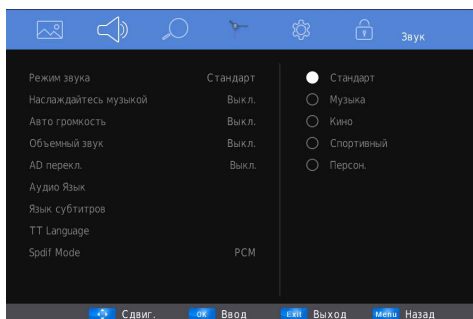 Звук
Режим звука Стандарт
Наслаждайтесь музыкой Выкл.
Авто громкость Выкл.
Объемный звук Выкл.
AD перекл. Выкл.
Аудио Язык
Язык субтитров
TT Language
Spdif Mode PCM
Стандарт
Музыка
Кино
Спортивный
Персон.
Сдвиг. OK Ввод Exit Выход Menu Назад